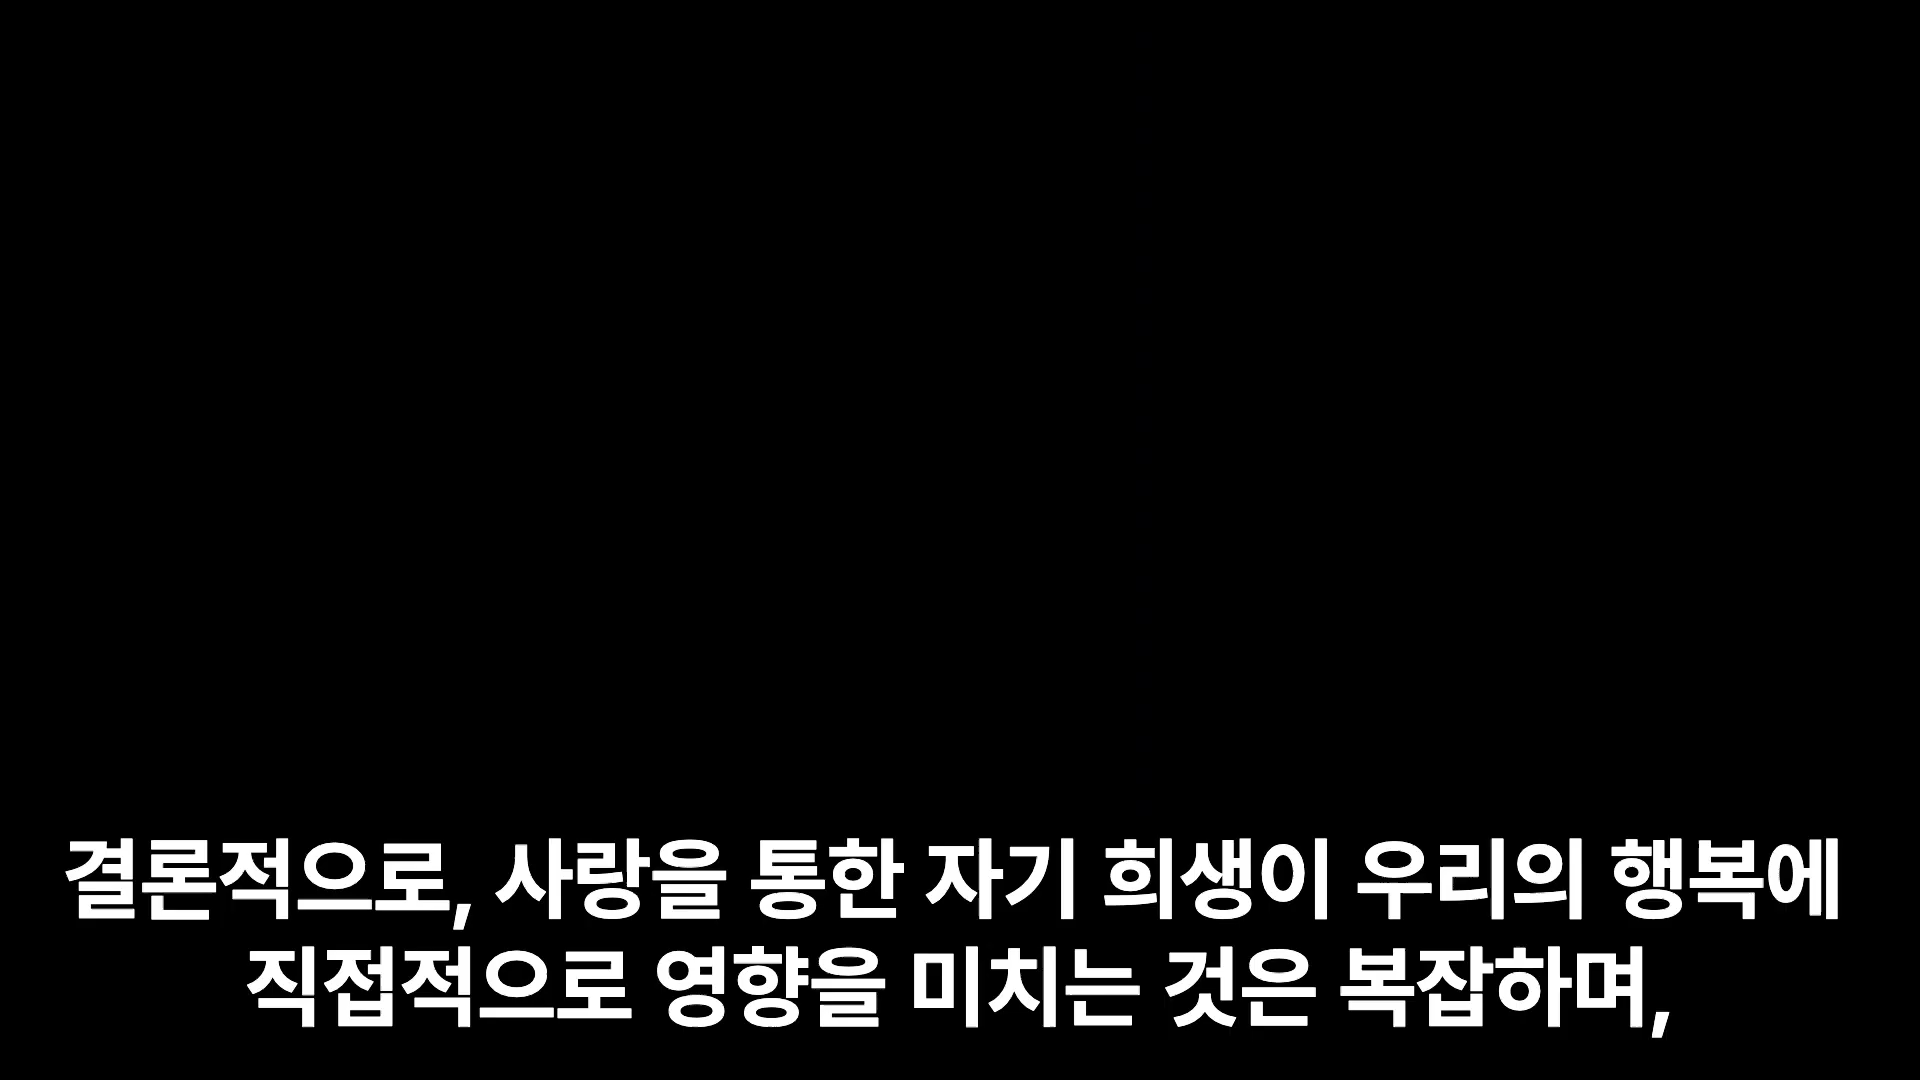 결론적으로, 사랑을 통한 자기 희생이 우리의 행복에
직접적으로 영향을 미치는 것은 복잡하며,